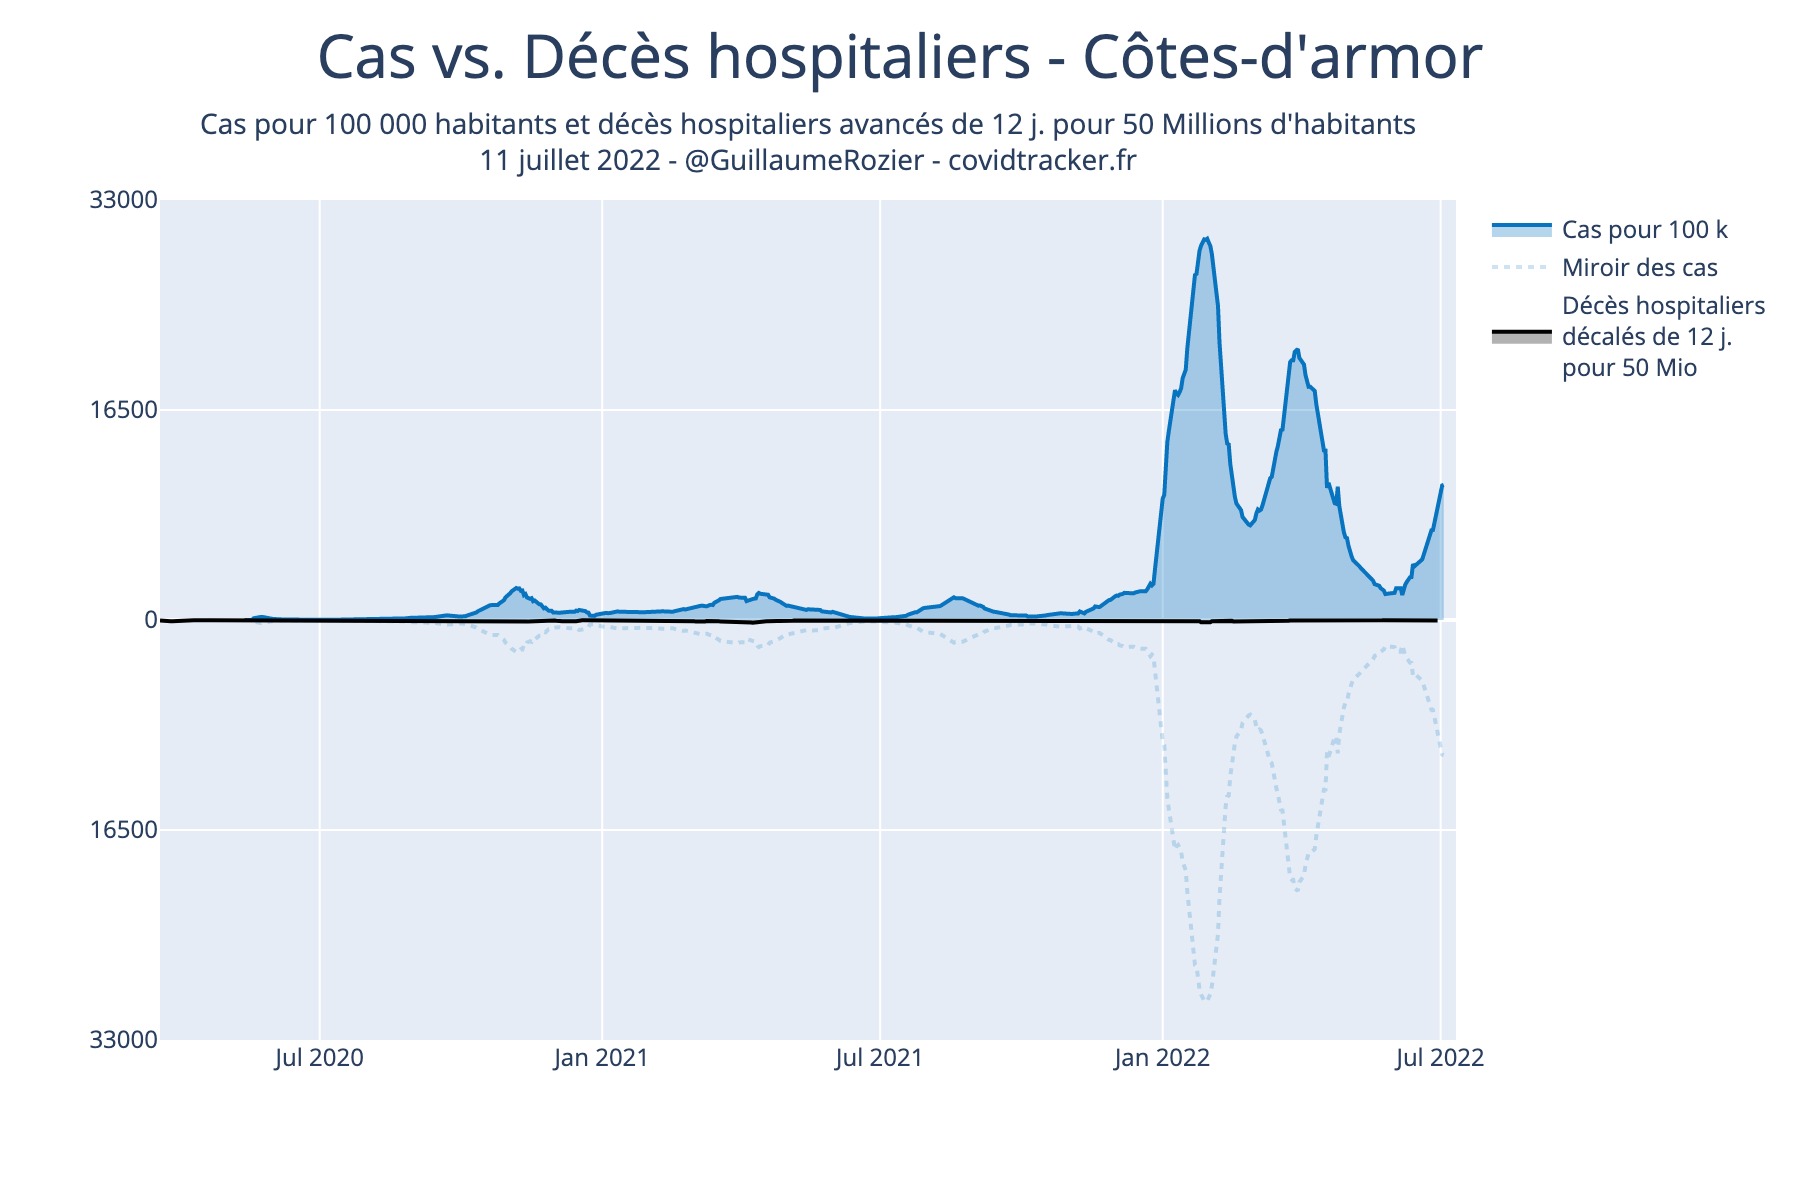 Cas vs. Décès hospitaliers - Côtes-d'armor
Cas pour 100 000 habitants et décès hospitaliers avancés de 12 j. pour 50 Millions d'habitants
11 juillet 2022 - @GuillaumeRozier - covidtracker.fr
33000
16500
0
16500
33000
Jul 2020
Jan 2021
Jul 2021
Jan 2022
Jul 2022
Cas pour 100 k
Miroir des cas
Décès hospitaliers
décalés de 12 j.
pour 50 Mio